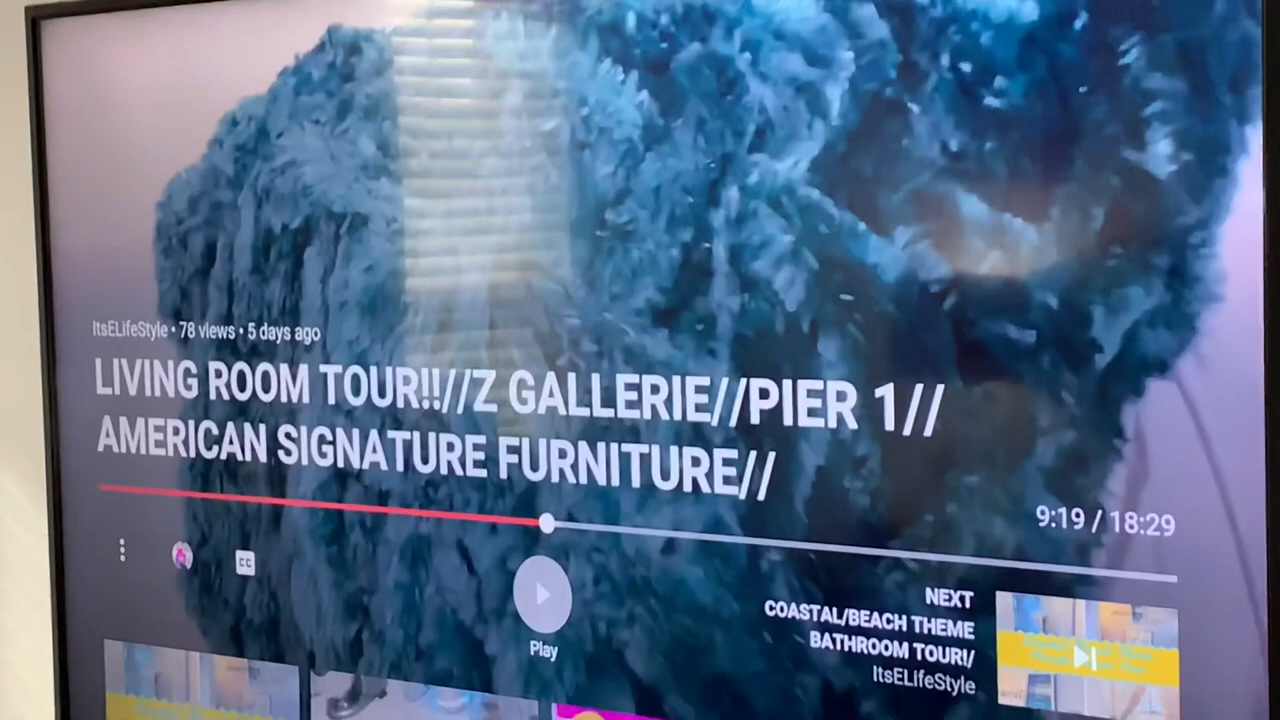 ItsELifeStyle • 78 views • 5 days ago
LIVING ROOM TOUR!!//Z GALLERIE//PIER 1//
AMERICAN SIGNATURE FURNITURE//
9:19 / 18:29
CC
Play
NEXT
COASTAL/BEACH THEME
BATHROOM TOUR!/
ItsELifeStyle